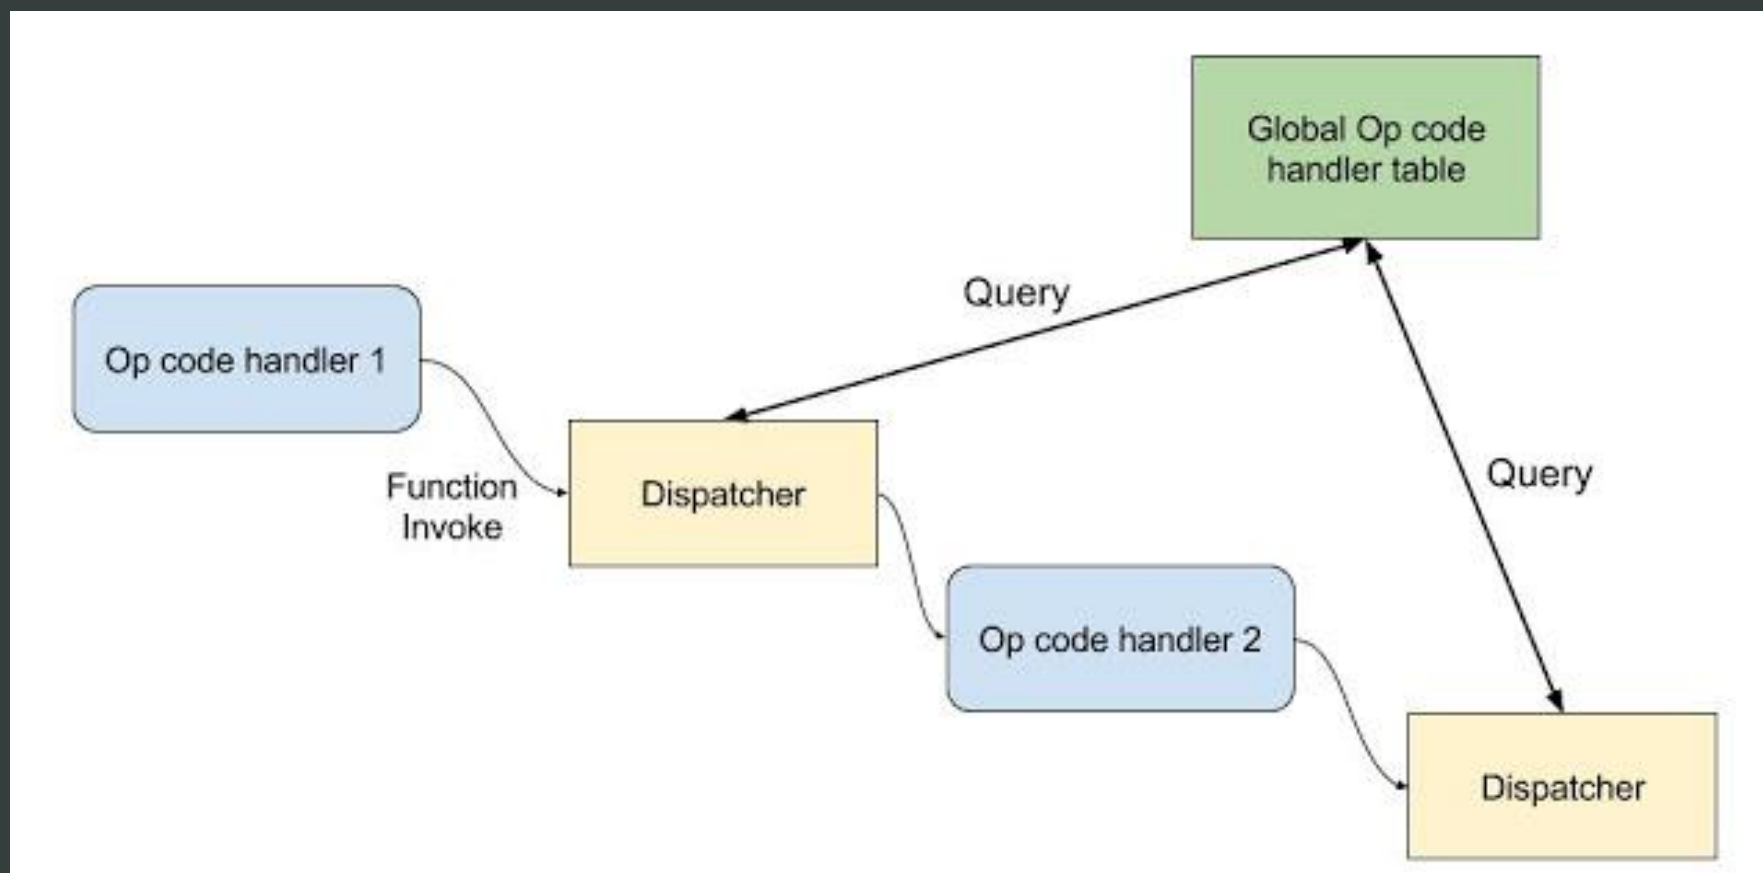 Global Op code
handler table
Query
Op code handler 1
Function
Invoke
Dispatcher
Query
Op code handler 2
Dispatcher